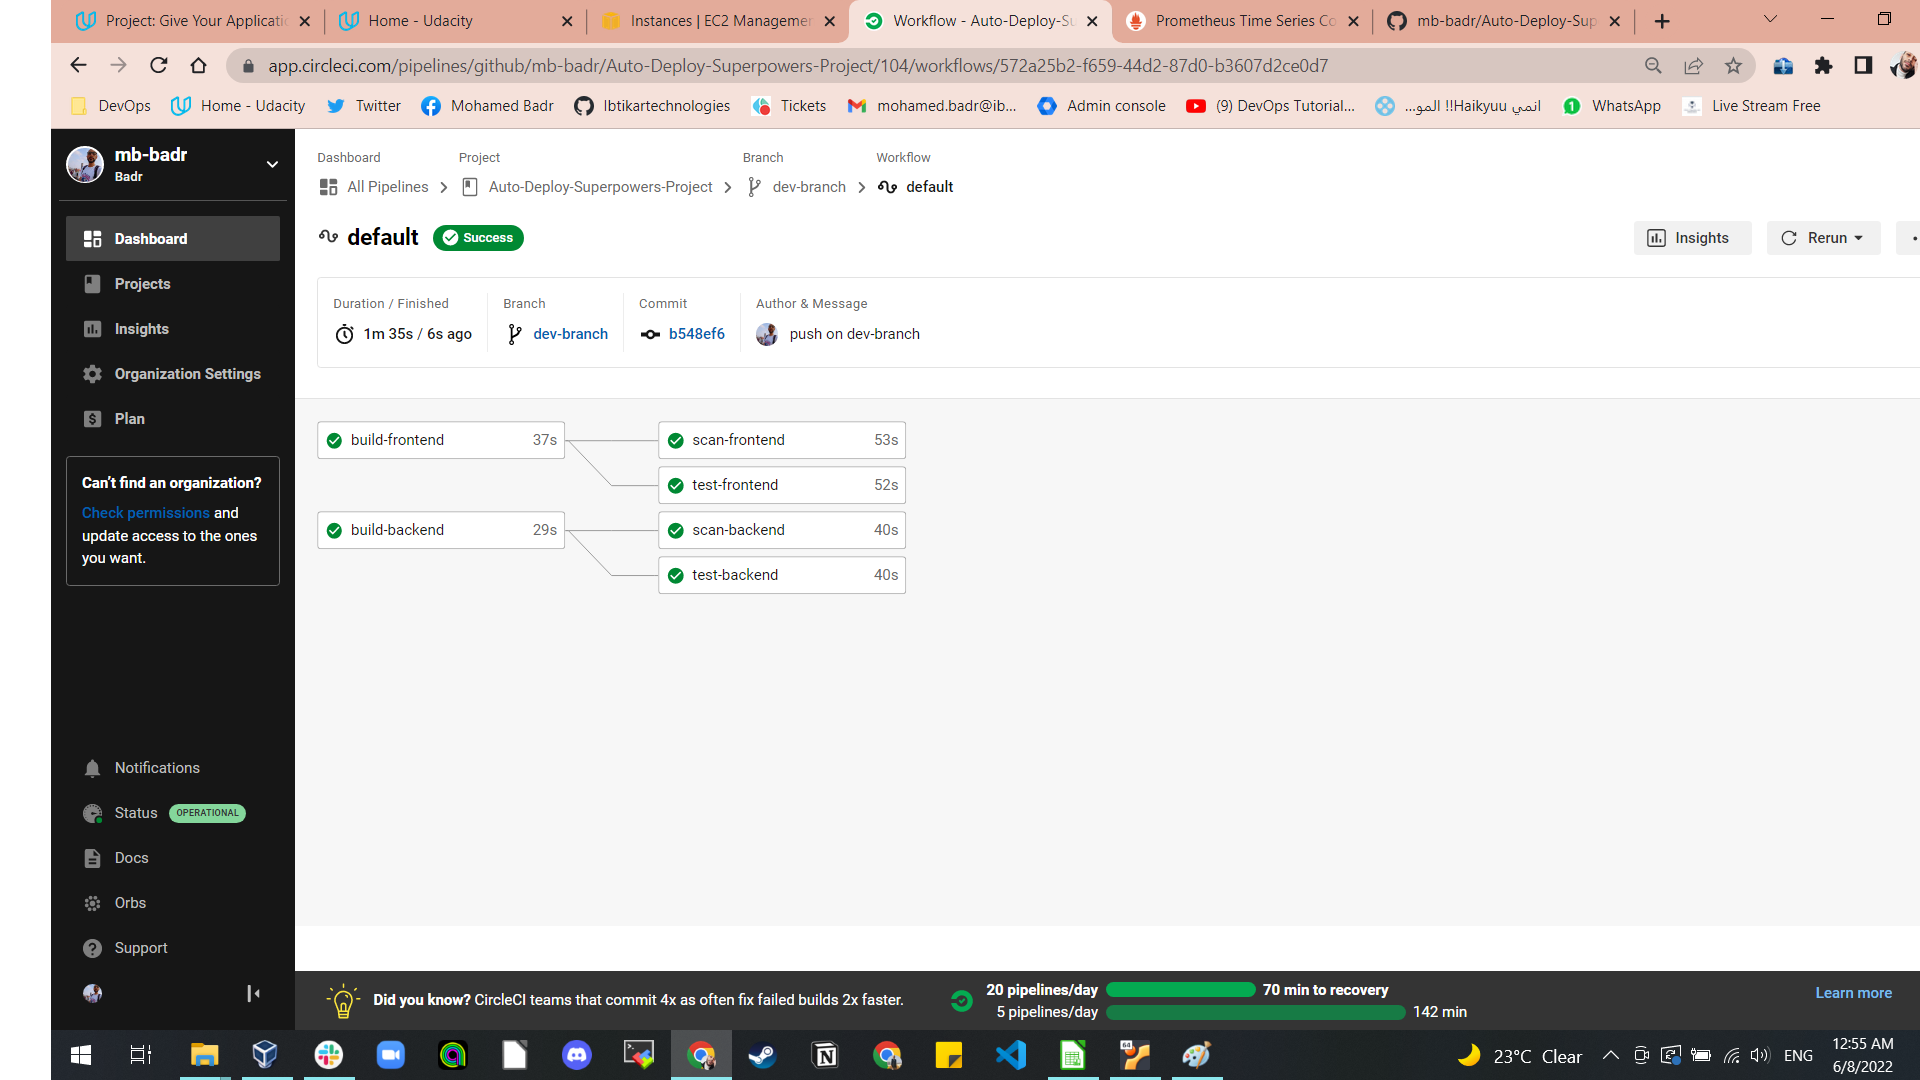 Project: Give Your Applicatio
Home - Udacity
Instances | EC2 Managemen
Workflow - Auto-Deploy-Su
Prometheus Time Series Co
mb-badr/Auto-Deploy-Sup
app.circleci.com/pipelines/github/mb-badr/Auto-Deploy-Superpowers-Project/104/workflows/572a25b2-f659-44d2-87d0-b3607d2ce0d7
DevOps
Home - Udacity
Twitter
Mohamed Badr
Ibtikartechnologies
Tickets
mohamed.badr@ib...
Admin console
(9) DevOps Tutorial...
انمي Haikyuu!! المو...
WhatsApp
Live Stream Free
mb-badr
Badr
Dashboard
Projects
Insights
Organization Settings
Plan
Can't find an organization?
Check permissions and
update access to the ones
you want.
Notifications
Status OPERATIONAL
Docs
Orbs
Support
Dashboard Project Branch Workflow
All Pipelines Auto-Deploy-Superpowers-Project dev-branch default
default Success
Insights Rerun
Duration / Finished Branch Commit Author & Message
1m 35s / 6s ago dev-branch b548ef6 push on dev-branch
build-frontend 37s
scan-frontend 53s
test-frontend 52s
build-backend 29s
scan-backend 40s
test-backend 40s
Did you know? CircleCI teams that commit 4x as often fix failed builds 2x faster.
20 pipelines/day 70 min to recovery
5 pipelines/day 142 min
Learn more
23°C Clear
ENG
12:55 AM
6/8/2022